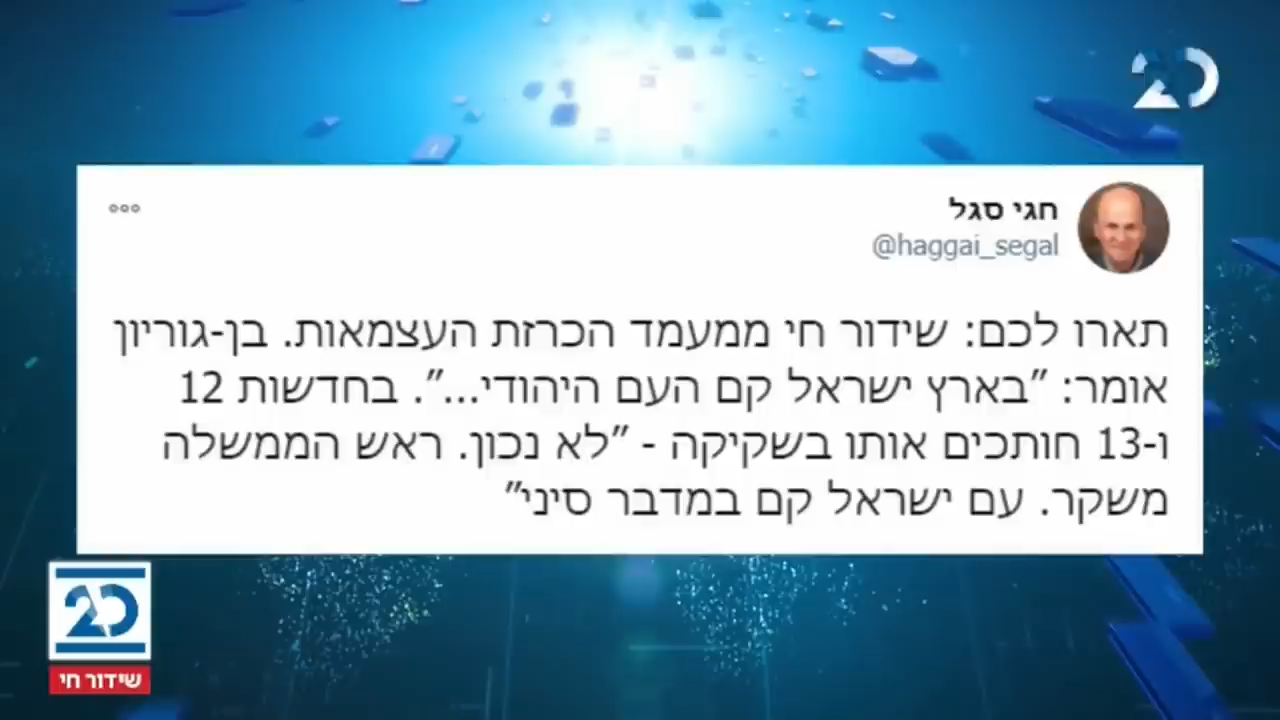 20
חגי סגל
@haggai_segal
תארו לכם: שידור חי ממעמד הכרזת העצמאות. בן-גוריון
אומר: "בארץ ישראל קם העם היהודי...". בחדשות 12
ו-13 חותכים אותו בשקיקה - "לא נכון. ראש הממשלה
משקר. עם ישראל קם במדבר סיני"
20
שידור חי